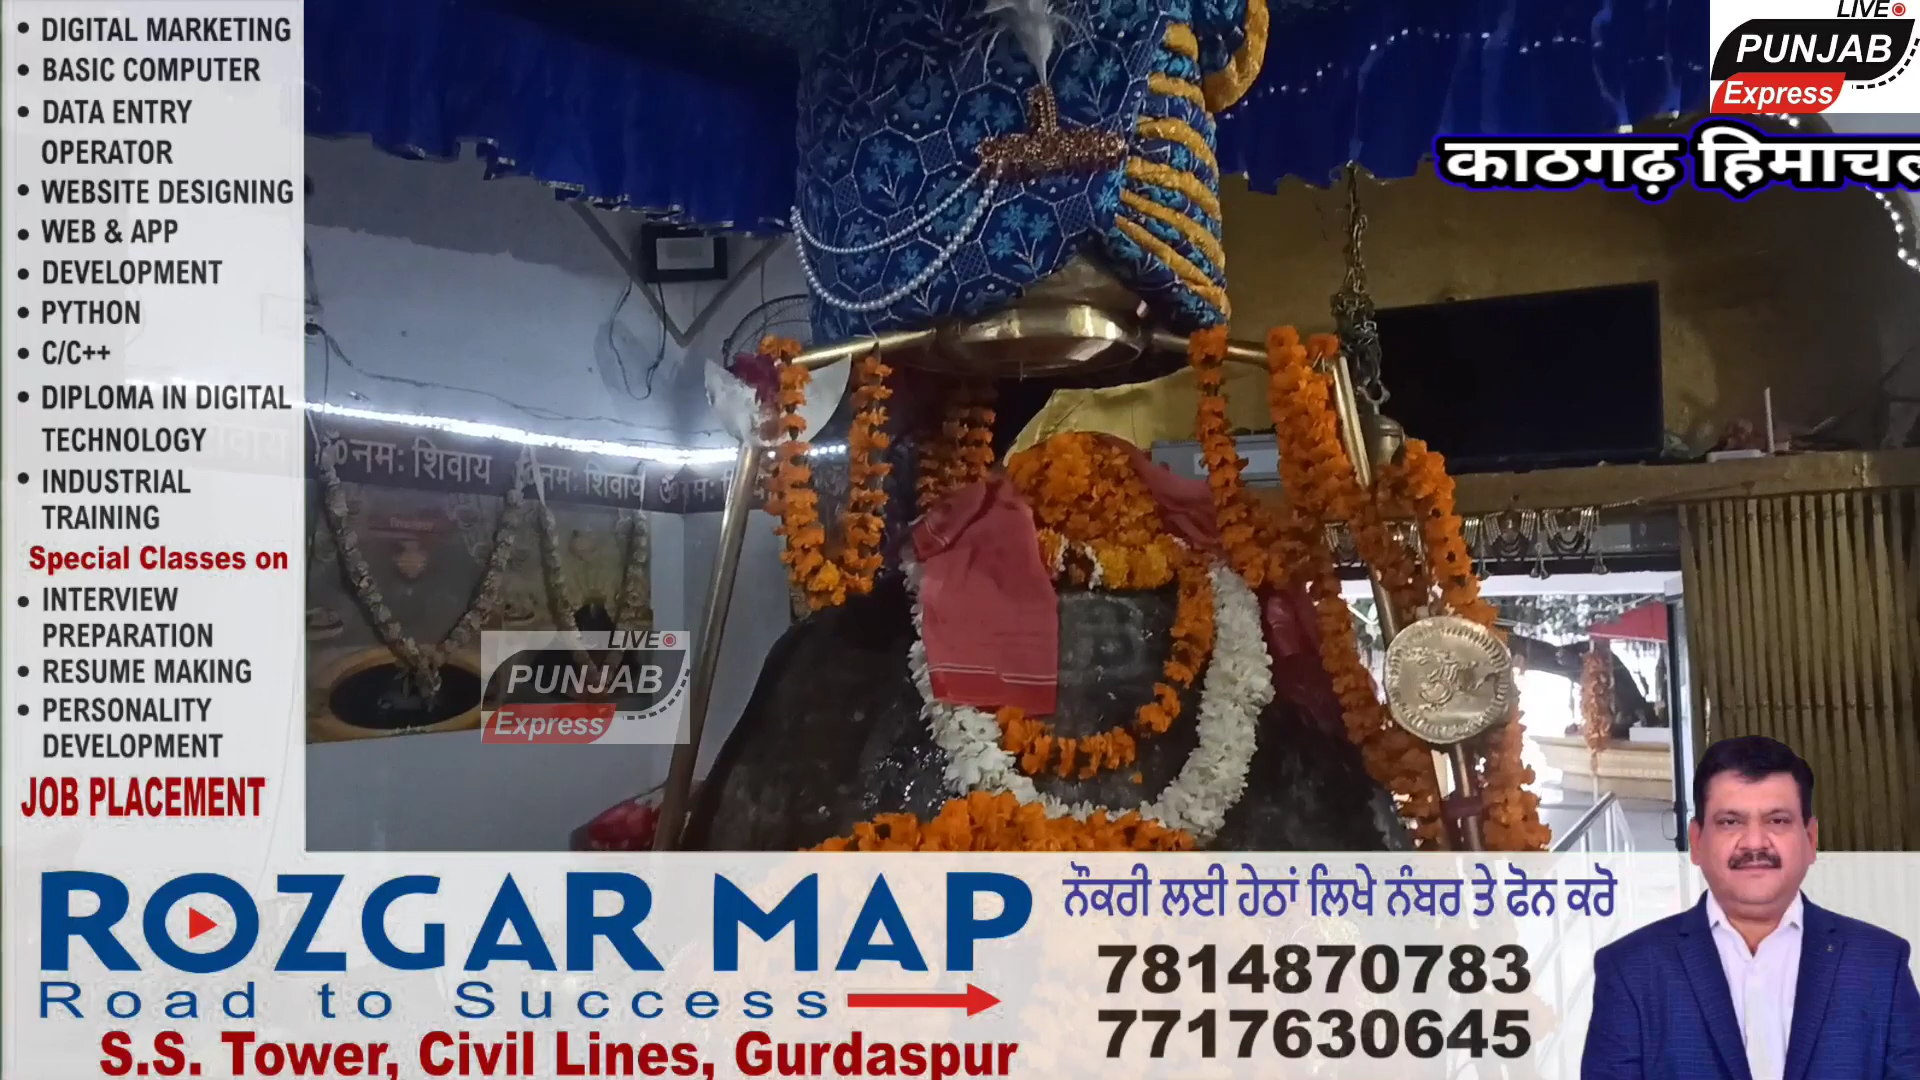 • DIGITAL MARKETING
• BASIC COMPUTER
• DATA ENTRY
OPERATOR
• WEBSITE DESIGNING
• WEB & APP
• DEVELOPMENT
• PYTHON
• C/C++
• DIPLOMA IN DIGITAL
TECHNOLOGY
• INDUSTRIAL
TRAINING
Special Classes on
• INTERVIEW
PREPARATION
• RESUME MAKING
• PERSONALITY
DEVELOPMENT
JOB PLACEMENT
LIVE
PUNJAB
Express
काठगढ़ हिमाचल
ॐ नमः शिवाय ॐ नमः शिवाय
LIVE
PUNJAB
Express
ROZGAR MAP
Road to Success
S.S. Tower, Civil Lines, Gurdaspur
ਨੌਕਰੀ ਲਈ ਹੇਠਾਂ ਲਿਖੇ ਨੰਬਰ ਤੇ ਫੋਨ ਕਰੋ
7814870783
7717630645